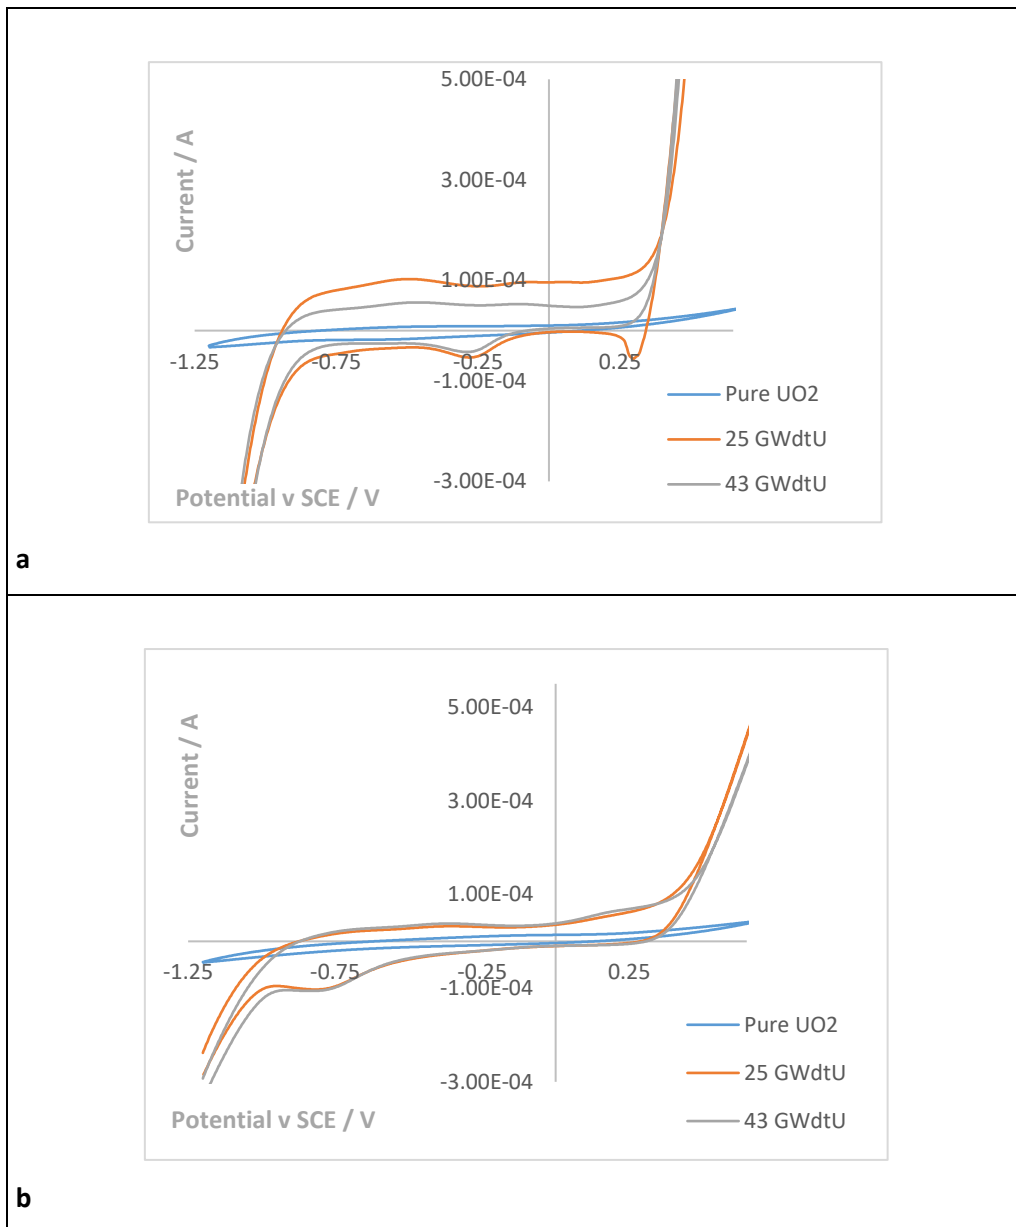 5.00E-04
Current / A
3.00E-04
1.00E-04
-1.25
-0.75
-0.25
0.25
-1.00E-04
Pure UO2
25 GWdtU
-3.00E-04
43 GWdtU
Potential v SCE / V
a
5.00E-04
Current / A
3.00E-04
1.00E-04
-1.25
-0.75
-0.25
0.25
-1.00E-04
Pure UO2
25 GWdtU
-3.00E-04
43 GWdtU
Potential v SCE / V
b